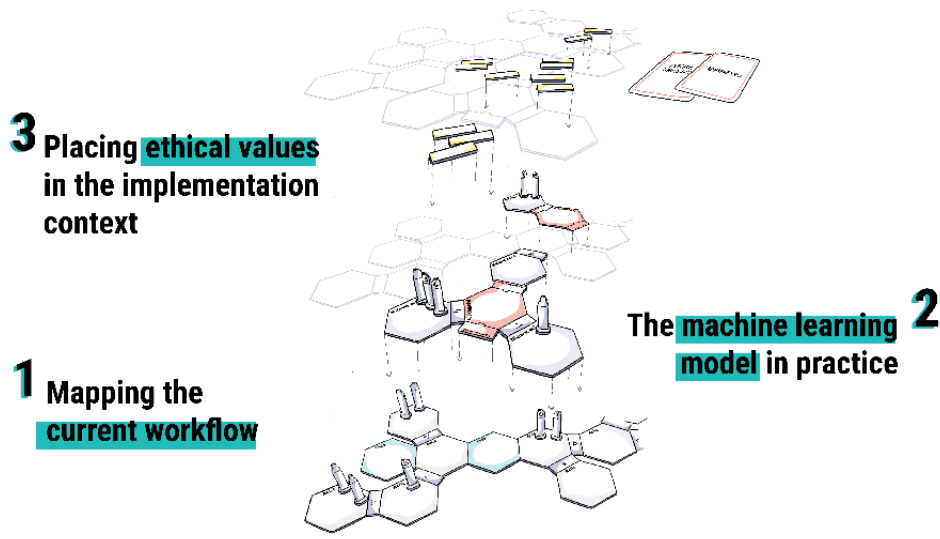 3
Placing ethical values
in the implementation
context
2
The machine learning
model in practice
1
Mapping the
current workflow